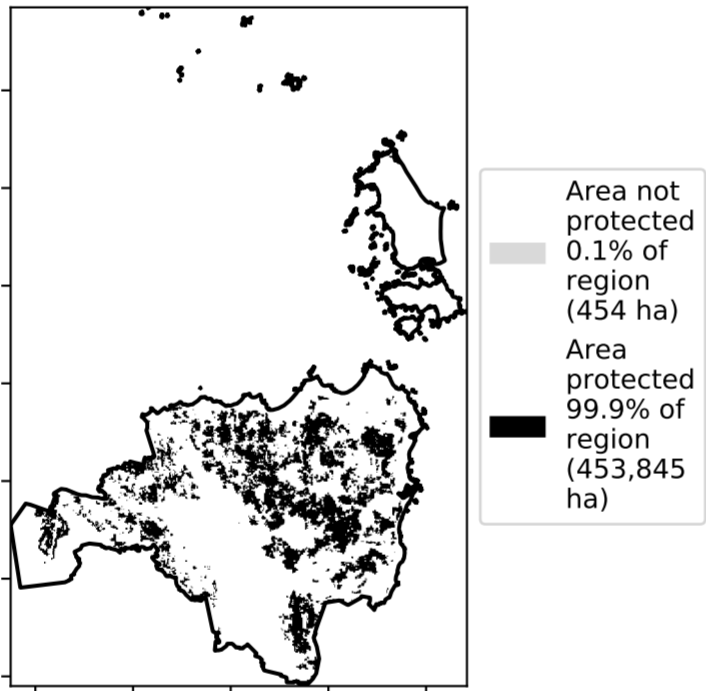 Area not
protected
0.1% of
region
(454 ha)
Area
protected
99.9% of
region
(453,845
ha)